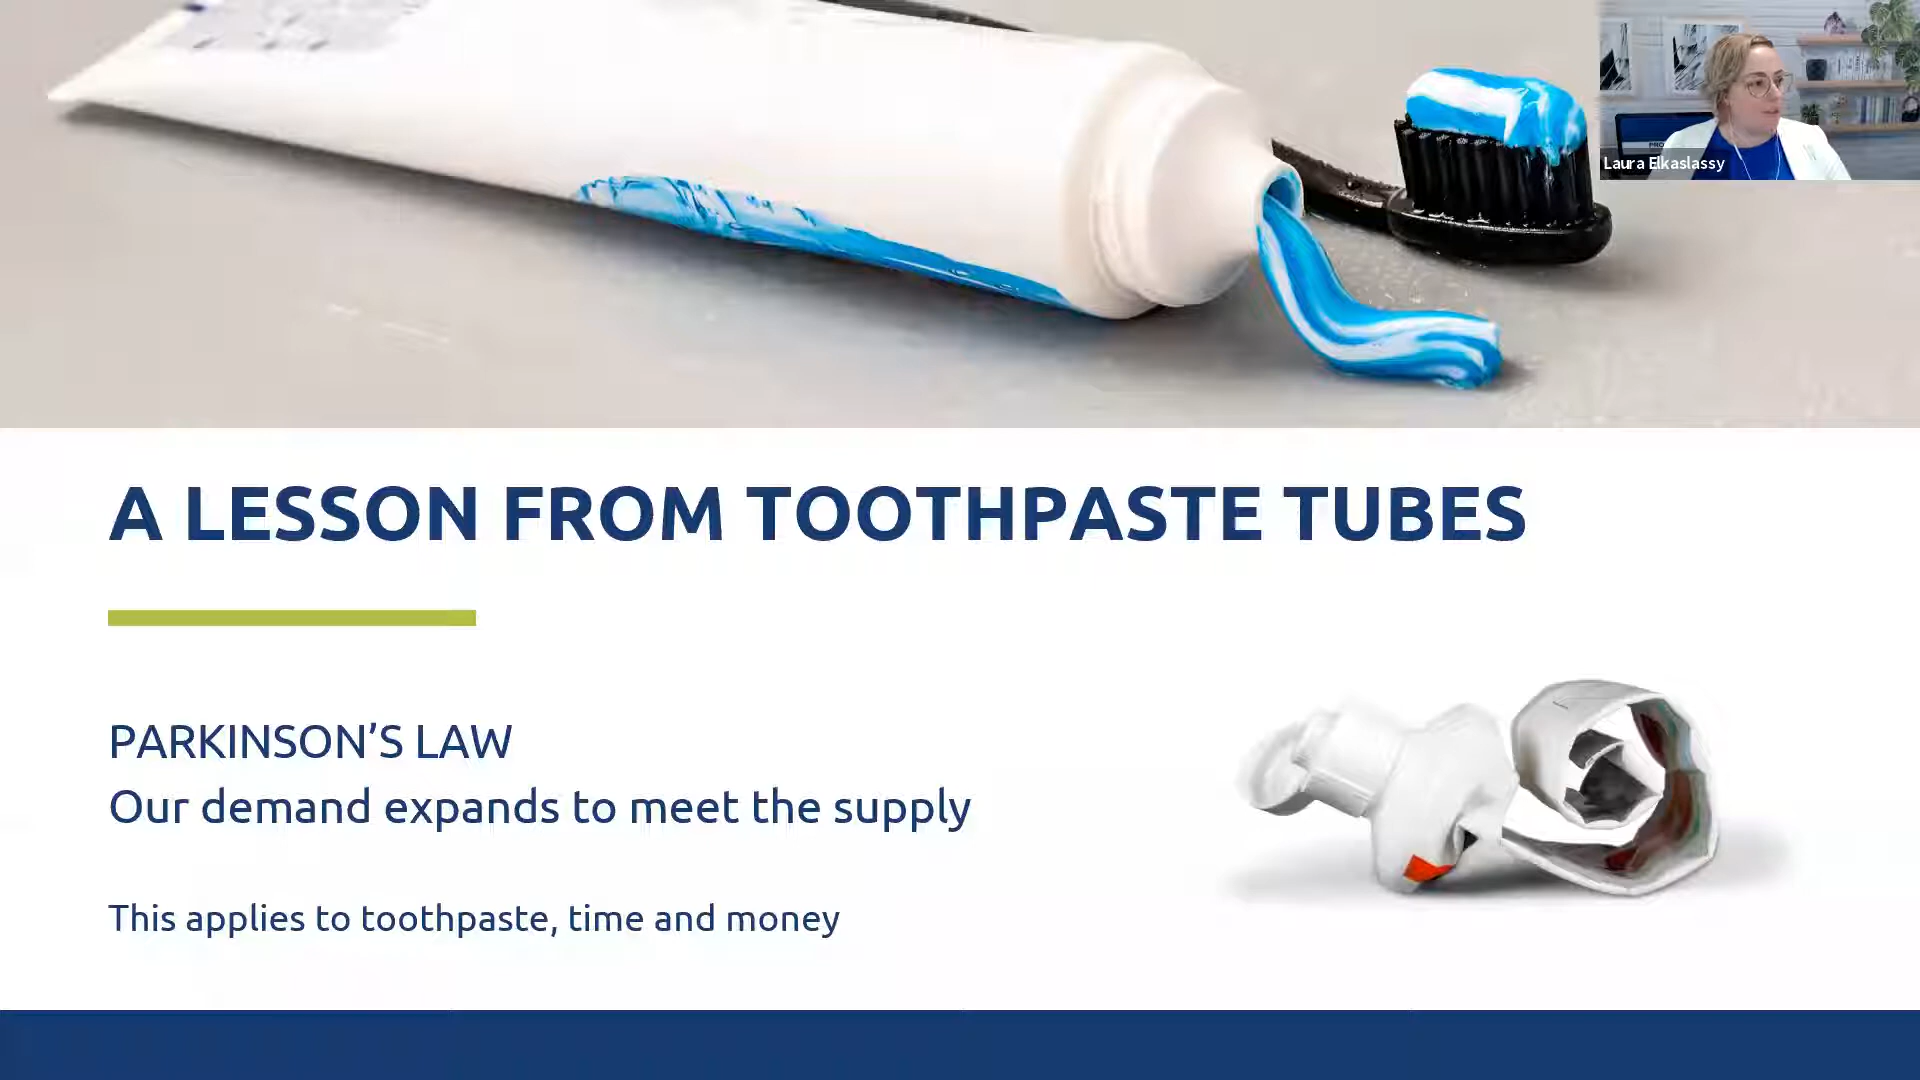 Laura Elkaslassy
A LESSON FROM TOOTHPASTE TUBES
PARKINSON’S LAW
Our demand expands to meet the supply
This applies to toothpaste, time and money